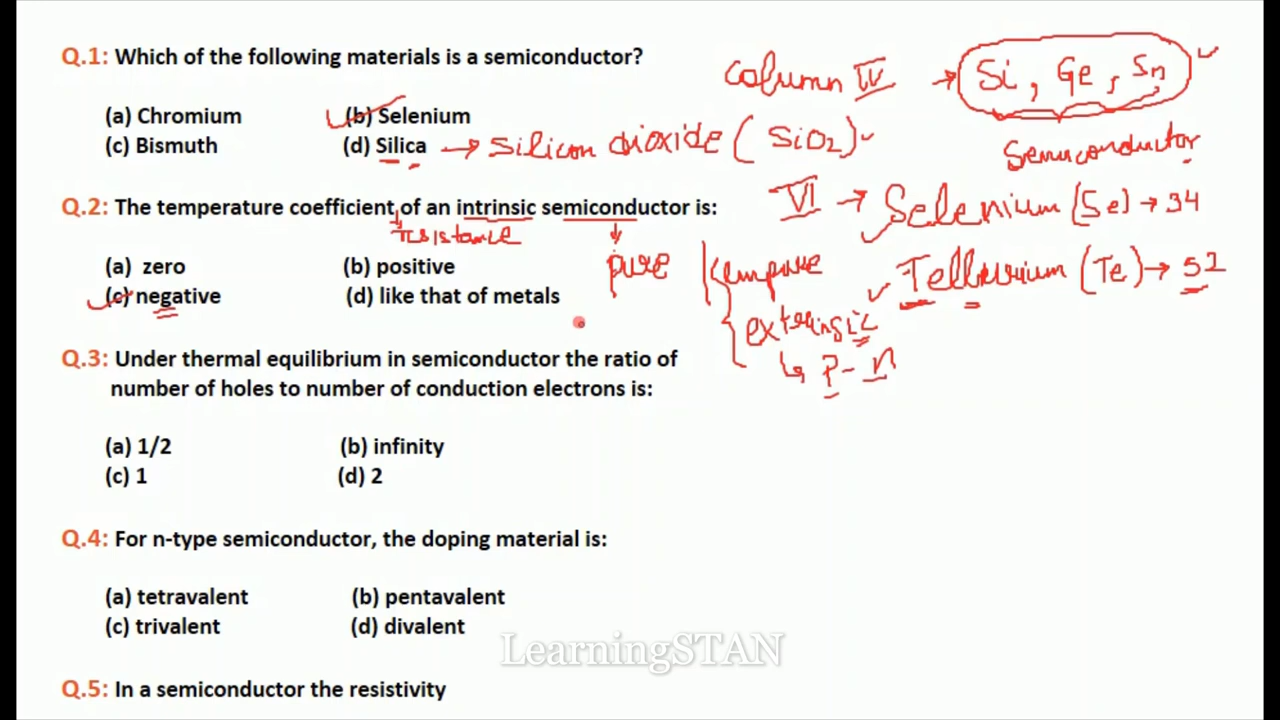 Q.1: Which of the following materials is a semiconductor?
column IV → Si, Ge, Sn
(a) Chromium (b) Selenium
(c) Bismuth (d) Silica → Silicon dioxide (SiO2)
Semiconductor
Q.2: The temperature coefficient of an intrinsic semiconductor is:
VI → Selenium (Se) → 34
resistance
(a) zero (b) positive
pure impure
Tellurium (Te) → 52
(c) negative (d) like that of metals
extrinsic
P - n
Q.3: Under thermal equilibrium in semiconductor the ratio of
number of holes to number of conduction electrons is:
(a) 1/2 (b) infinity
(c) 1 (d) 2
Q.4: For n-type semiconductor, the doping material is:
(a) tetravalent (b) pentavalent
(c) trivalent (d) divalent
LearningSTAN
Q.5: In a semiconductor the resistivity